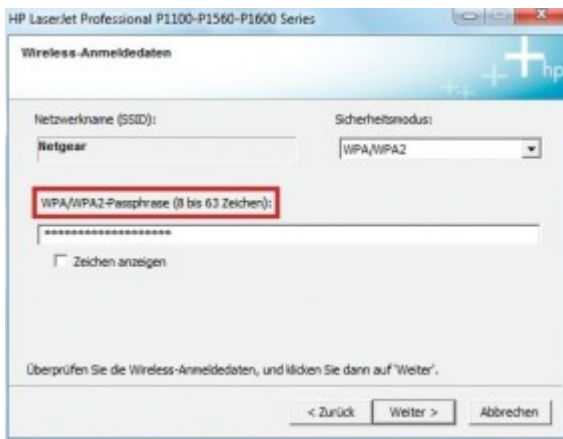 HP LaserJet Professional P1100-P1560-P1600 Series
Wireless-Anmeldedaten
hp
Netzwerkname (SSID):
Sicherheitsmodus:
Netgear
WPA/WPA2
WPA/WPA2-Passphrase (8 bis 63 Zeichen):
*******************
Zeichen anzeigen
Überprüfen Sie die Wireless-Anmeldedaten, und klicken Sie dann auf 'Weiter'.
< Zurück
Weiter >
Abbrechen